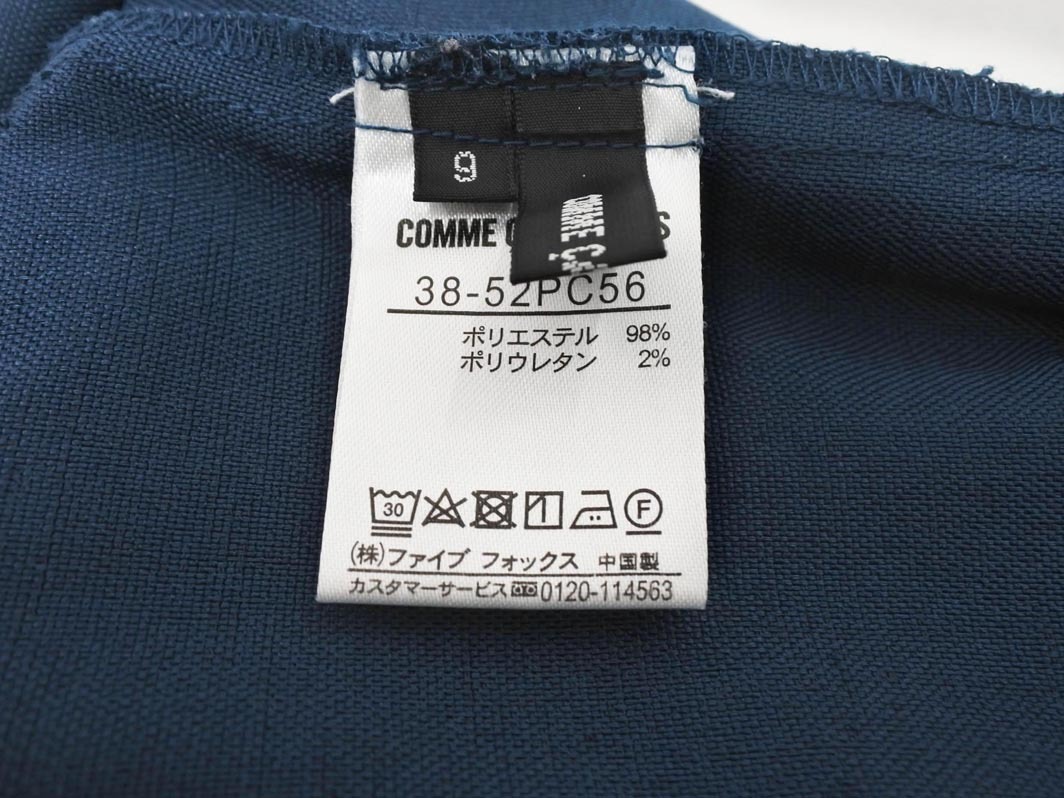 9
COMME
COMME
38-52PC56
ポリエステル 98%
ポリウレタン 2%
30 F
(株)ファイブ フォックス 中国製
カスタマーサービス 0120-114563